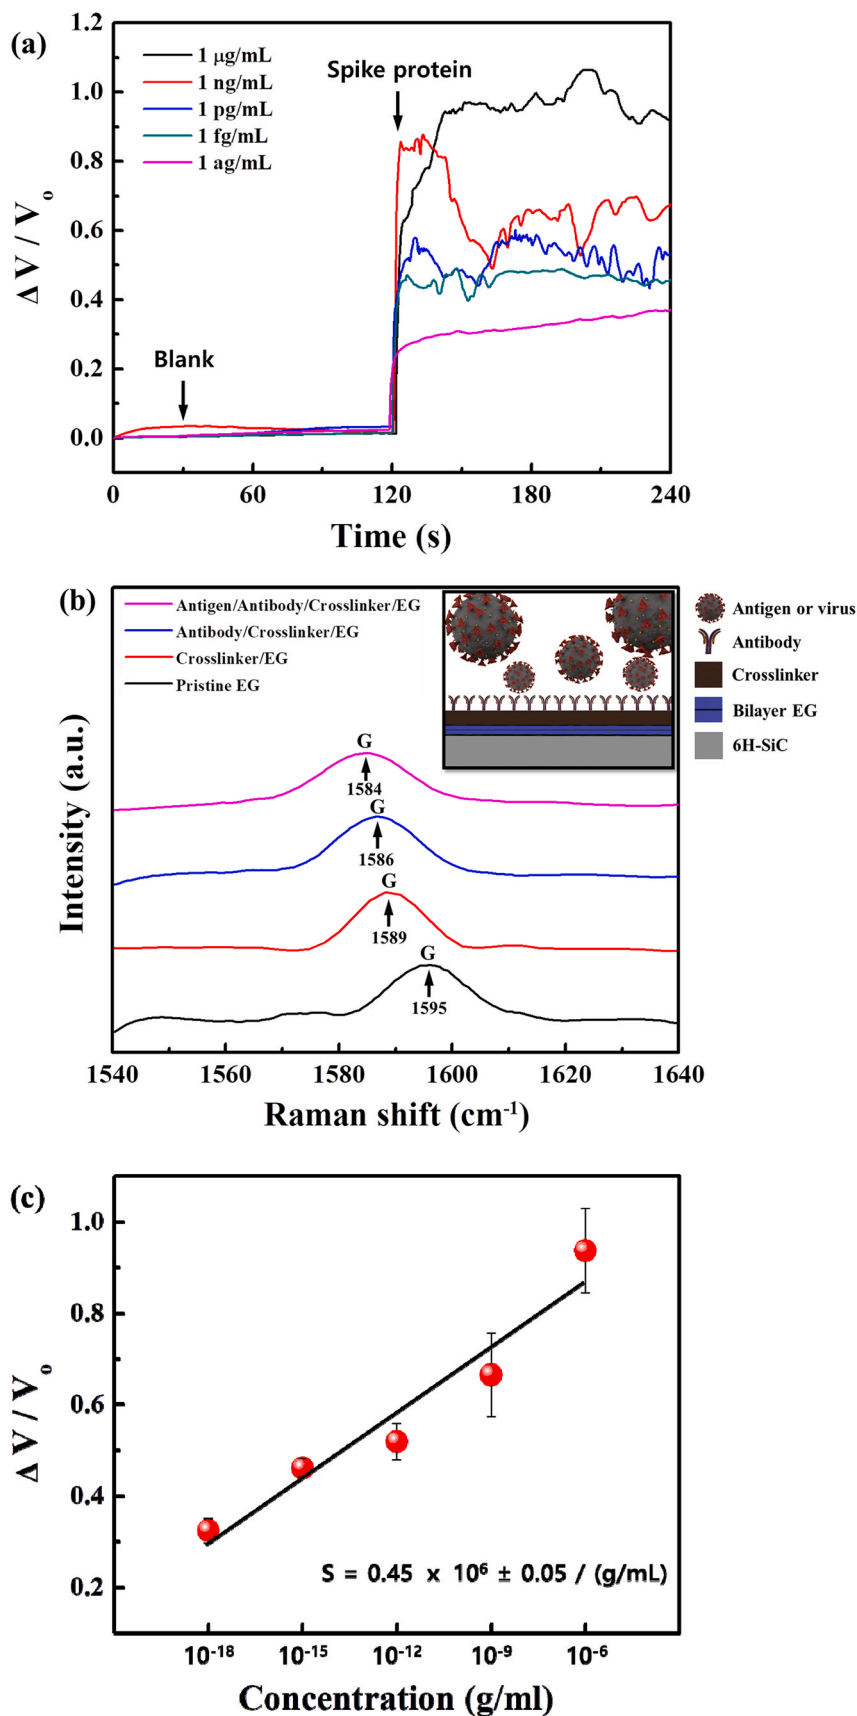 (a)
1.2
1.0
0.8
0.6
0.4
0.2
0.0
ΔV / Vo
1 μg/mL
1 ng/mL
1 pg/mL
1 fg/mL
1 ag/mL
Spike protein
Blank
0 60 120 180 240
Time (s)
(b)
Antigen/Antibody/Crosslinker/EG
Antibody/Crosslinker/EG
Crosslinker/EG
Pristine EG
Antigen or virus
Antibody
Crosslinker
Bilayer EG
6H-SiC
Intensity (a.u.)
G
1584
G
1586
G
1589
G
1595
1540 1560 1580 1600 1620 1640
Raman shift (cm⁻¹)
(c)
1.0
0.8
0.6
0.4
0.2
ΔV / Vo
S = 0.45 x 10⁶ ± 0.05 / (g/mL)
10⁻¹⁸ 10⁻¹⁵ 10⁻¹² 10⁻⁹ 10⁻⁶
Concentration (g/ml)